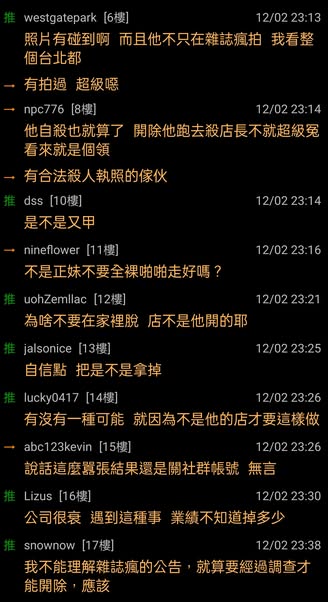 推 westgatepark [6樓] 12/02 23:13
照片有碰到啊 而且他不只在雜誌瘋拍 我看整
個台北都
→ 有拍過 超級噁
→ npc776 [8樓] 12/02 23:14
他自殺也就算了 開除他跑去殺店長不就超級冤
看來就是個領
→ 有合法殺人執照的傢伙
推 dss [10樓] 12/02 23:14
是不是又甲
→ nineflower [11樓] 12/02 23:16
不是正妹不要全裸啪啪走好嗎？
推 uohZemllac [12樓] 12/02 23:21
為啥不要在家裡脫 店不是他開的耶
推 jalsonice [13樓] 12/02 23:25
自信點 把是不是拿掉
推 lucky0417 [14樓] 12/02 23:26
有沒有一種可能 就因為不是他的店才要這樣做
→ abc123kevin [15樓] 12/02 23:26
說話這麼囂張結果還是關社群帳號 無言
推 Lizus [16樓] 12/02 23:30
公司很衰 遇到這種事 業績不知道掉多少
推 snownow [17樓] 12/02 23:38
我不能理解雜誌瘋的公告，就算要經過調查才
能開除，應該